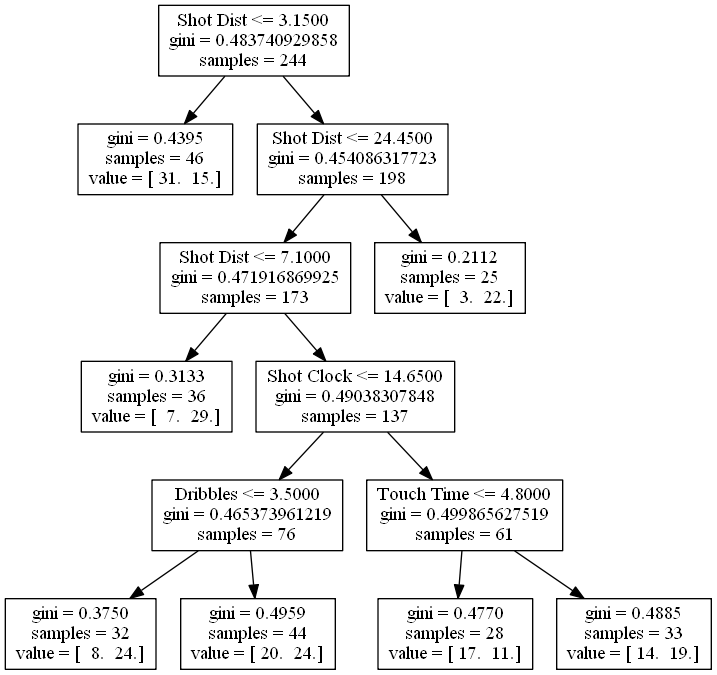 Shot Dist <= 3.1500
gini = 0.483740929858
samples = 244
gini = 0.4395
samples = 46
value = [ 31.  15.]
Shot Dist <= 24.4500
gini = 0.454086317723
samples = 198
Shot Dist <= 7.1000
gini = 0.471916869925
samples = 173
gini = 0.2112
samples = 25
value = [  3.  22.]
gini = 0.3133
samples = 36
value = [  7.  29.]
Shot Clock <= 14.6500
gini = 0.49038307848
samples = 137
Dribbles <= 3.5000
gini = 0.465373961219
samples = 76
Touch Time <= 4.8000
gini = 0.499865627519
samples = 61
gini = 0.3750
samples = 32
value = [  8.  24.]
gini = 0.4959
samples = 44
value = [ 20.  24.]
gini = 0.4770
samples = 28
value = [ 17.  11.]
gini = 0.4885
samples = 33
value = [ 14.  19.]